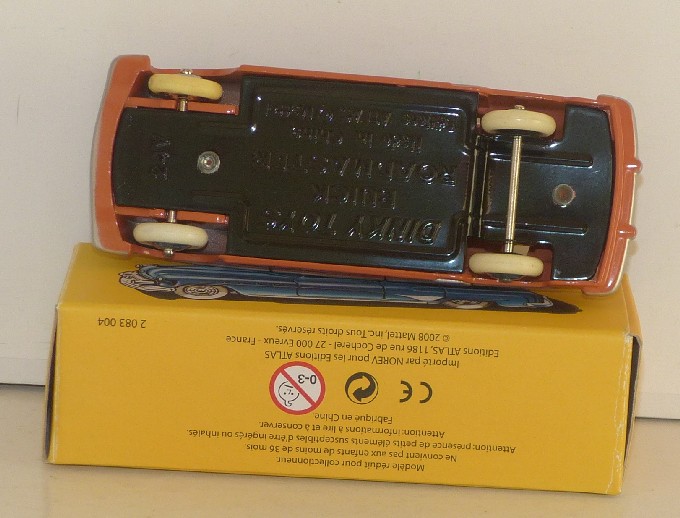 DINKY TOYS
BUICK
ROADMASTER
Made in China
Modèle réduit pour collectionneur.
Ne convient pas aux enfants de moins de 36 mois
Attention: présence de petits éléments susceptibles d'être ingérés ou inhalés.
Attention: informations à lire et à conserver.
Fabriqué en Chine.
CE
0-3
Importé par NOREV pour les Editions ATLAS
Editions ATLAS, 1186 rue de Cocherel - 27 000 Evreux - France
© 2008 Mattel, Inc. Tous droits réservés.
2 083 004